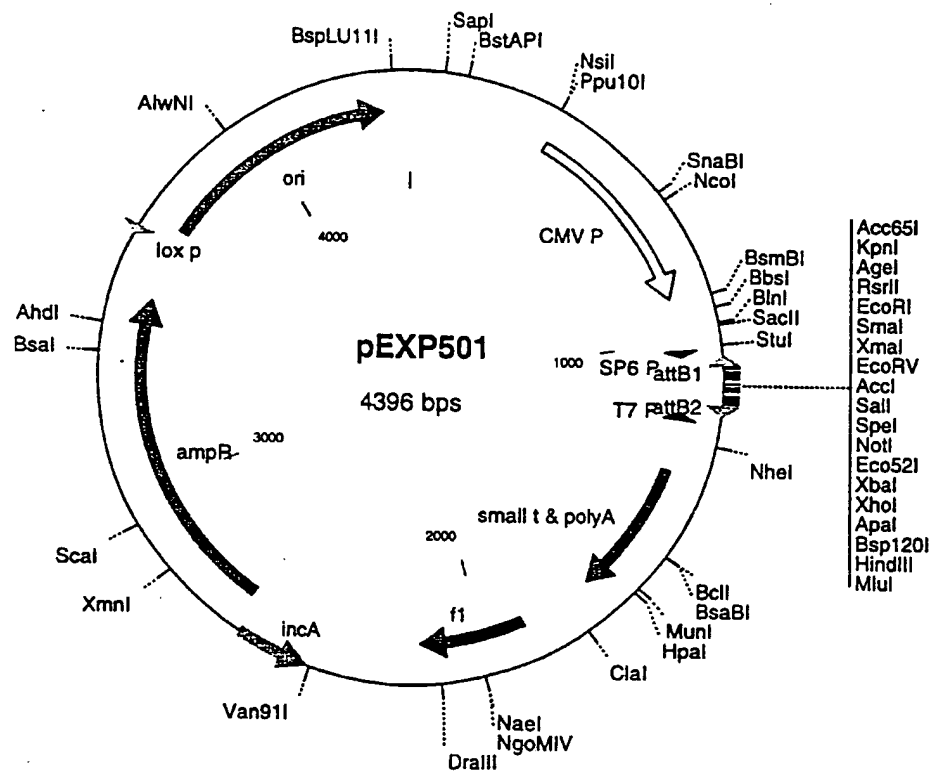 SapI
BspLU11I
BstAPI
NsiI
Ppu10I
AlwNI
SnaBI
NcoI
ori
4000
lox p
CMV P
BsmBI
BbsI
BlnI
SacII
StuI
AhdI
BsaI
pEXP501
4396 bps
1000
SP6 P
attB1
T7 P
attB2
Acc65I
KpnI
AgeI
RsrII
EcoRI
SmaI
XmaI
EcoRV
AccI
SalI
SpeI
NotI
Eco52I
XbaI
XhoI
ApaI
Bsp120I
HindIII
MluI
NheI
3000
ampR
small t & polyA
2000
ScaI
XmnI
BclI
BsaBI
MunI
HpaI
ClaI
f1
incA
Van91I
NaeI
NgoMIV
DraIII